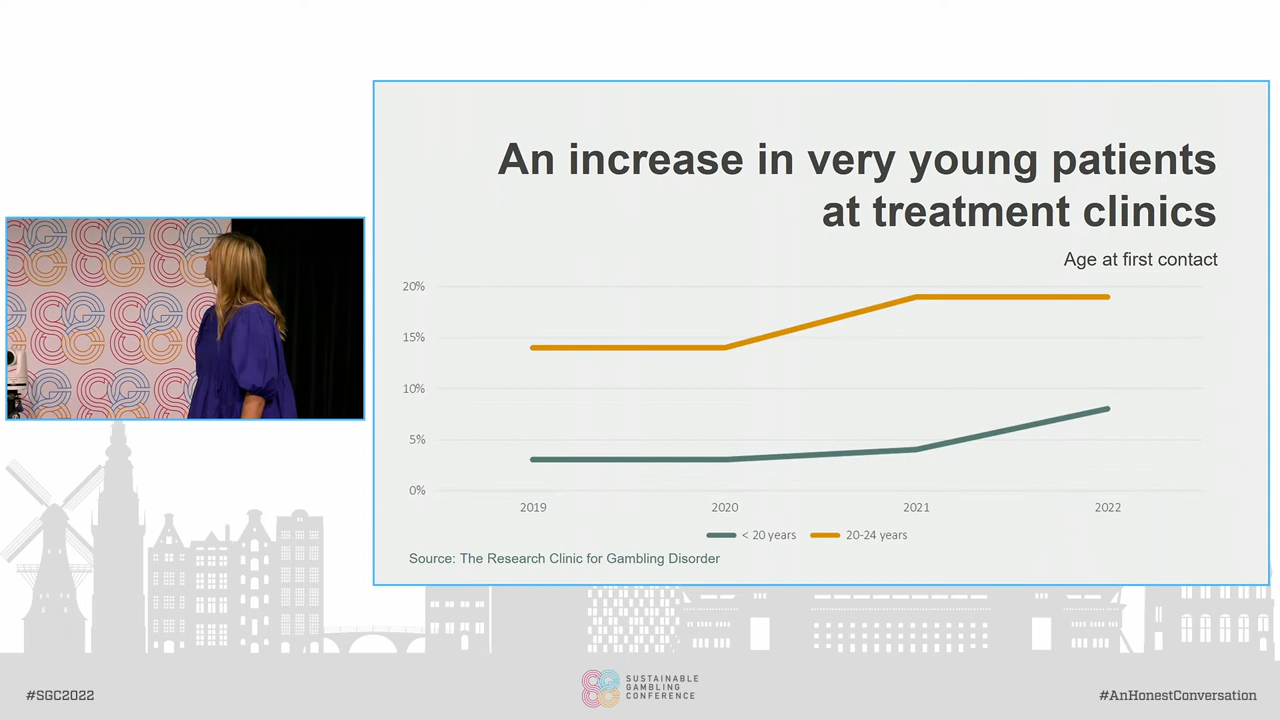 An increase in very young patients
at treatment clinics
Age at first contact
20%
15%
10%
5%
0%
2019 2020 2021 2022
< 20 years 20-24 years
Source: The Research Clinic for Gambling Disorder
#SGC2022
SUSTAINABLE
GAMBLING
CONFERENCE
#AnHonestConversation